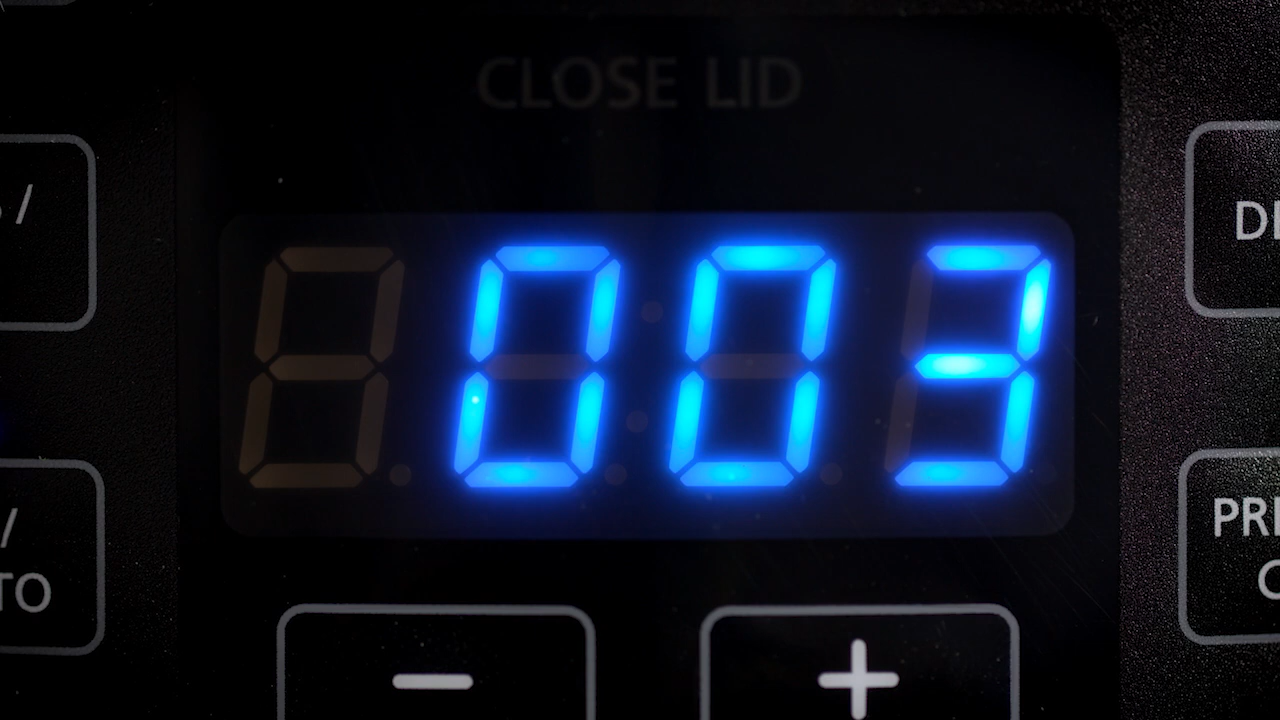 CLOSE LID
/
003
/
− +